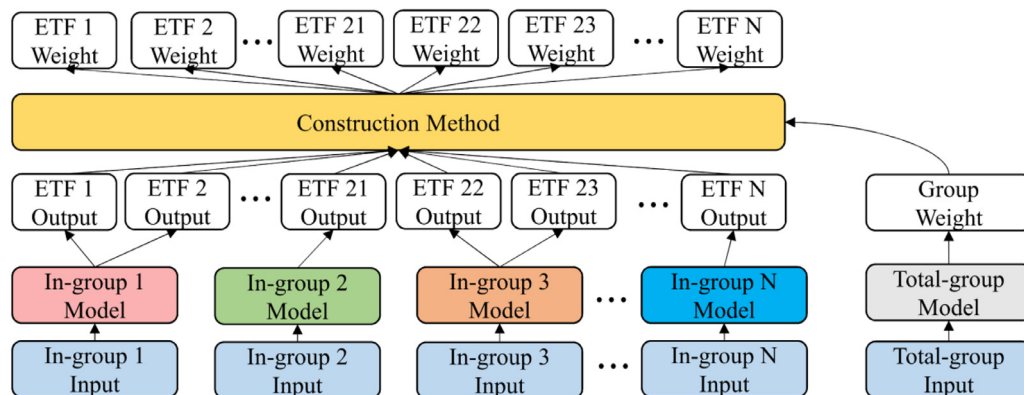 ETF 1
Weight
ETF 2
Weight
...
ETF 21
Weight
ETF 22
Weight
ETF 23
Weight
...
ETF N
Weight
Construction Method
ETF 1
Output
ETF 2
Output
...
ETF 21
Output
ETF 22
Output
ETF 23
Output
...
ETF N
Output
Group
Weight
In-group 1
Model
In-group 2
Model
In-group 3
Model
...
In-group N
Model
Total-group
Model
In-group 1
Input
In-group 2
Input
In-group 3
Input
...
In-group N
Input
Total-group
Input